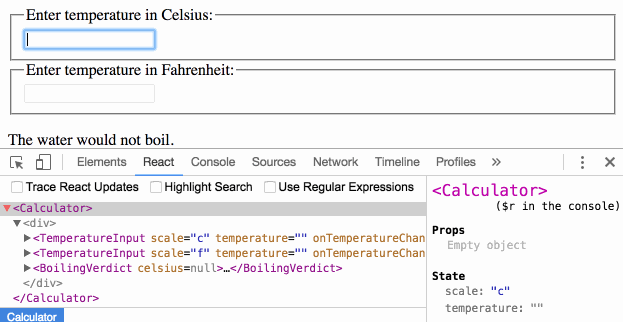 Enter temperature in Celsius:
Enter temperature in Fahrenheit:
The water would not boil.
Elements React Console Sources Network Timeline Profiles »
Trace React Updates Highlight Search Use Regular Expressions
<Calculator>
<div>
<TemperatureInput scale="c" temperature="" onTemperatureChan
<TemperatureInput scale="f" temperature="" onTemperatureChan
<BoilingVerdict celsius=null>…</BoilingVerdict>
</div>
</Calculator>
Calculator
<Calculator>
($r in the console)
Props
Empty object
State
scale: "c"
temperature: ""